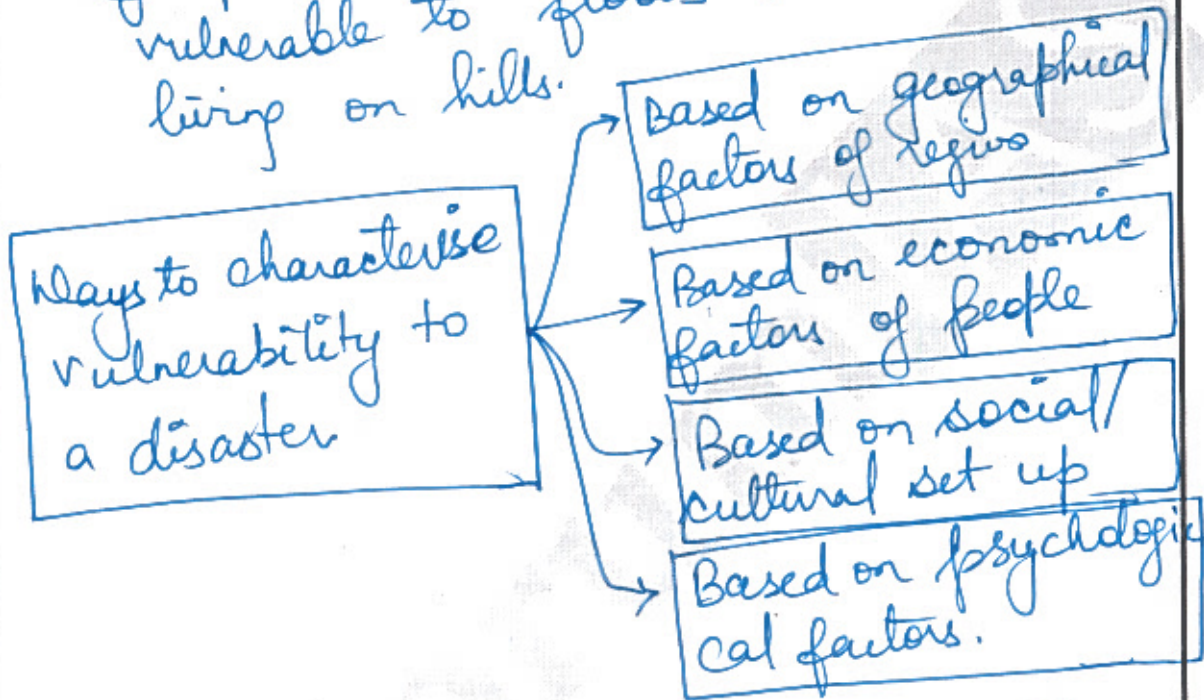 vulnerable to
living on hills.
Ways to characterise
vulnerability to
a disaster
Based on geographical
factors of
Based on economic
factors of people
Based on social/
cultural set up
Based on psychologi
cal factors.